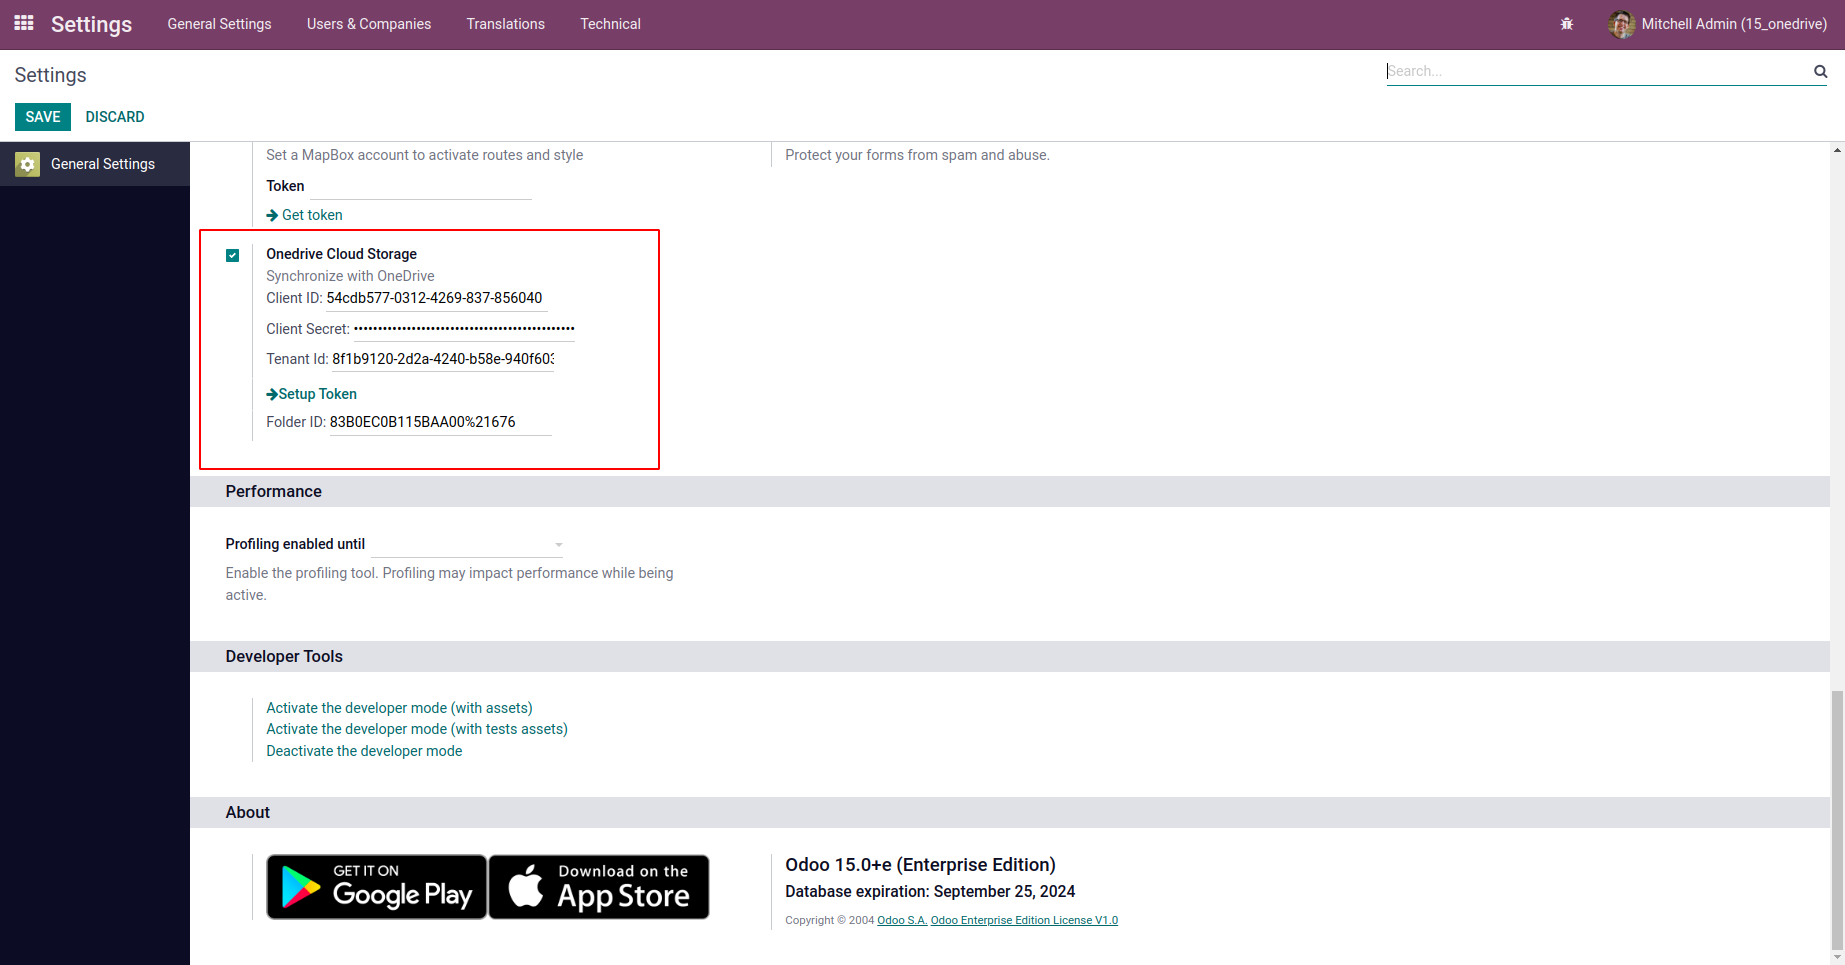 Settings
General Settings
Users & Companies
Translations
Technical
Mitchell Admin (15_onedrive)
Settings
Search...
SAVE
DISCARD
General Settings
Set a MapBox account to activate routes and style
Protect your forms from spam and abuse.
Token
Get token
Onedrive Cloud Storage
Synchronize with OneDrive
Client ID: 54cdb577-0312-4269-837-856040
Client Secret: ••••••••••••••••••••••••••••••••••••••••••••••
Tenant Id: 8f1b9120-2d2a-4240-b58e-940f603
Setup Token
Folder ID: 83B0EC0B115BAA00%21676
Performance
Profiling enabled until
Enable the profiling tool. Profiling may impact performance while being
active.
Developer Tools
Activate the developer mode (with assets)
Activate the developer mode (with tests assets)
Deactivate the developer mode
About
GET IT ON
Google Play
Download on the
App Store
Odoo 15.0+e (Enterprise Edition)
Database expiration: September 25, 2024
Copyright © 2004 Odoo S.A. Odoo Enterprise Edition License V1.0